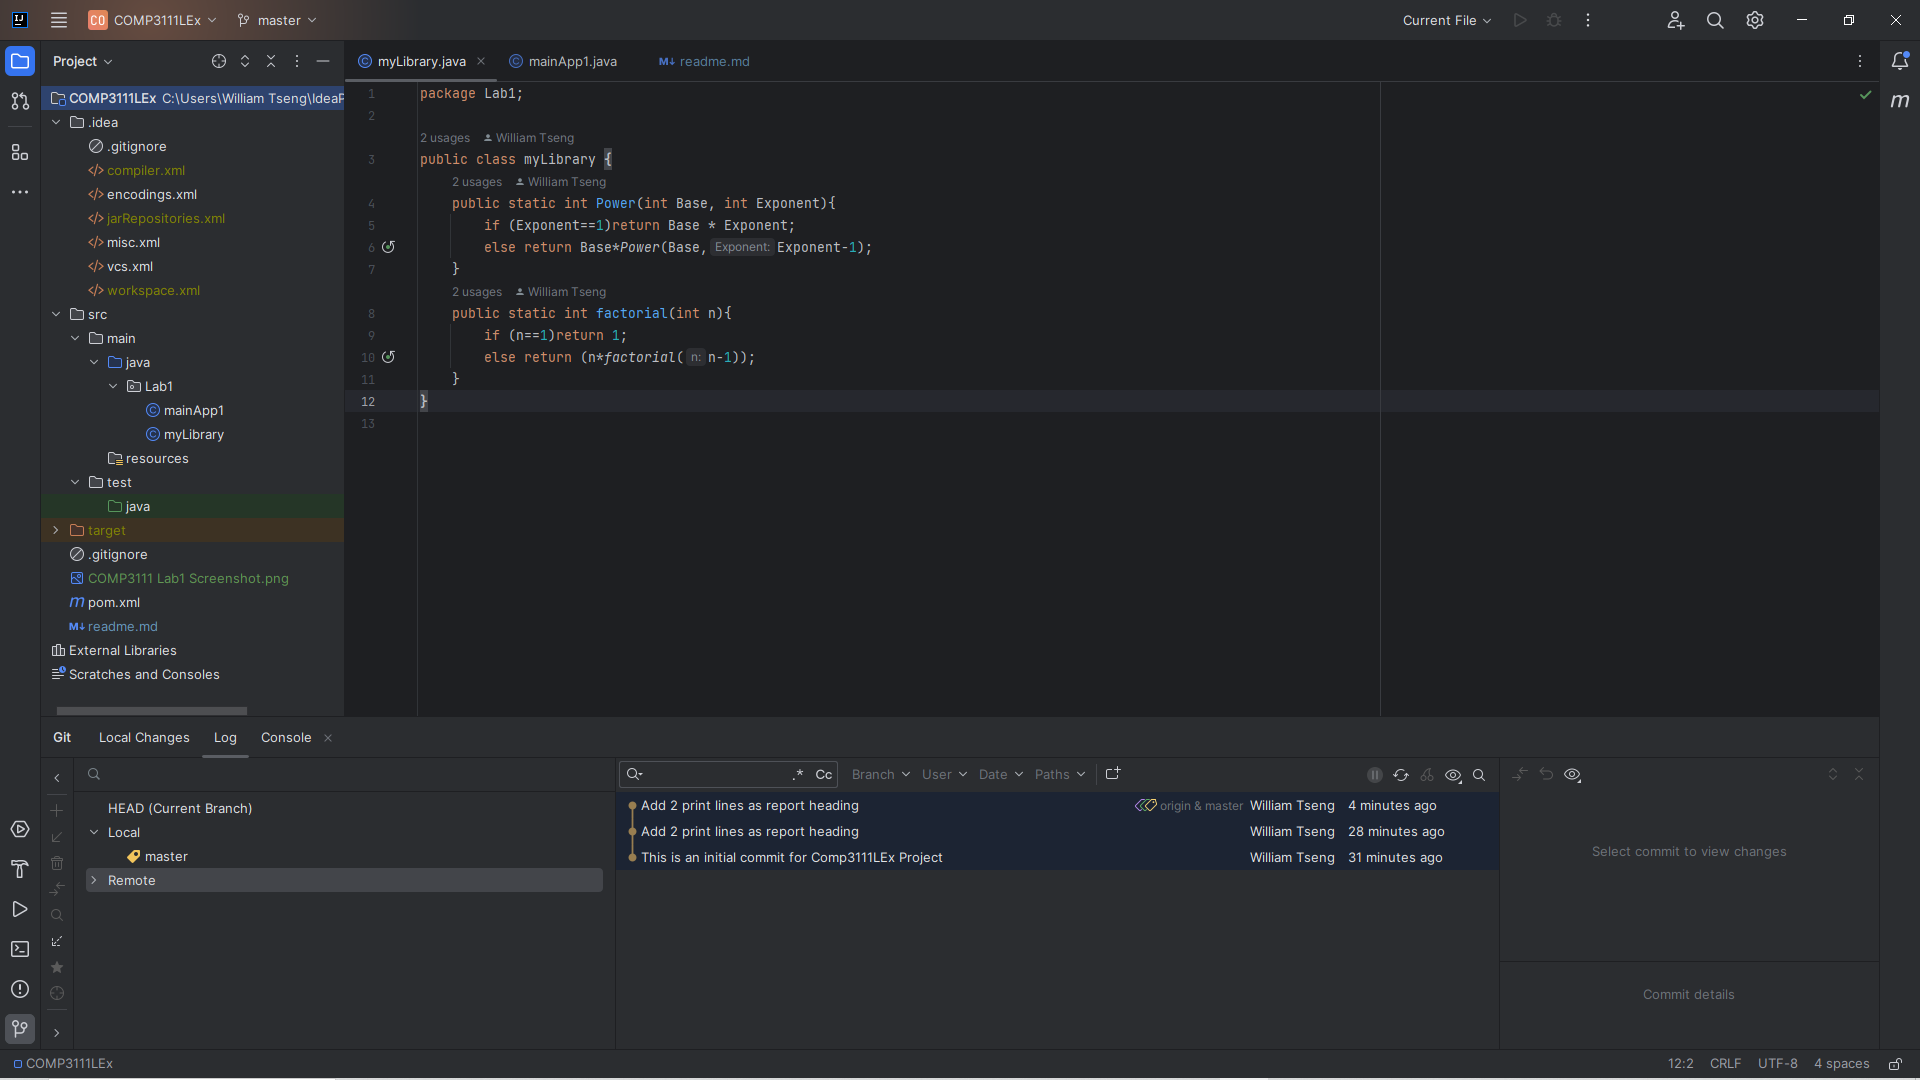 CO COMP3111LEx master Current File
Project
myLibrary.java mainApp1.java M↓ readme.md
COMP3111LEx C:\Users\William Tseng\IdeaP
.idea
.gitignore
compiler.xml
encodings.xml
jarRepositories.xml
misc.xml
vcs.xml
workspace.xml
src
main
java
Lab1
mainApp1
myLibrary
resources
test
java
target
.gitignore
COMP3111 Lab1 Screenshot.png
m pom.xml
M↓ readme.md
External Libraries
Scratches and Consoles
1 package Lab1;
2
2 usages William Tseng
3 public class myLibrary {
2 usages William Tseng
4 public static int Power(int Base, int Exponent){
5 if (Exponent==1)return Base * Exponent;
6 else return Base*Power(Base, Exponent: Exponent-1);
7 }
2 usages William Tseng
8 public static int factorial(int n){
9 if (n==1)return 1;
10 else return (n*factorial( n: n-1));
11 }
12 }
13
m
Git Local Changes Log Console
.* Cc Branch User Date Paths
HEAD (Current Branch)
Local
master
Remote
Add 2 print lines as report heading origin & master William Tseng 4 minutes ago
Add 2 print lines as report heading William Tseng 28 minutes ago
This is an initial commit for Comp3111LEx Project William Tseng 31 minutes ago
Select commit to view changes
Commit details
COMP3111LEx 12:2 CRLF UTF-8 4 spaces